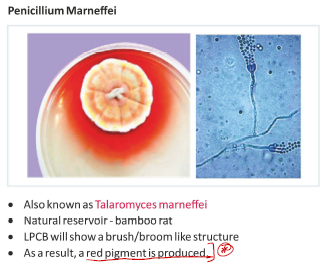 Penicillium Marneffei
• Also known as Talaromyces marneffei
• Natural reservoir - bamboo rat
• LPCB will show a brush/broom like structure
• As a result, a red pigment is produced.